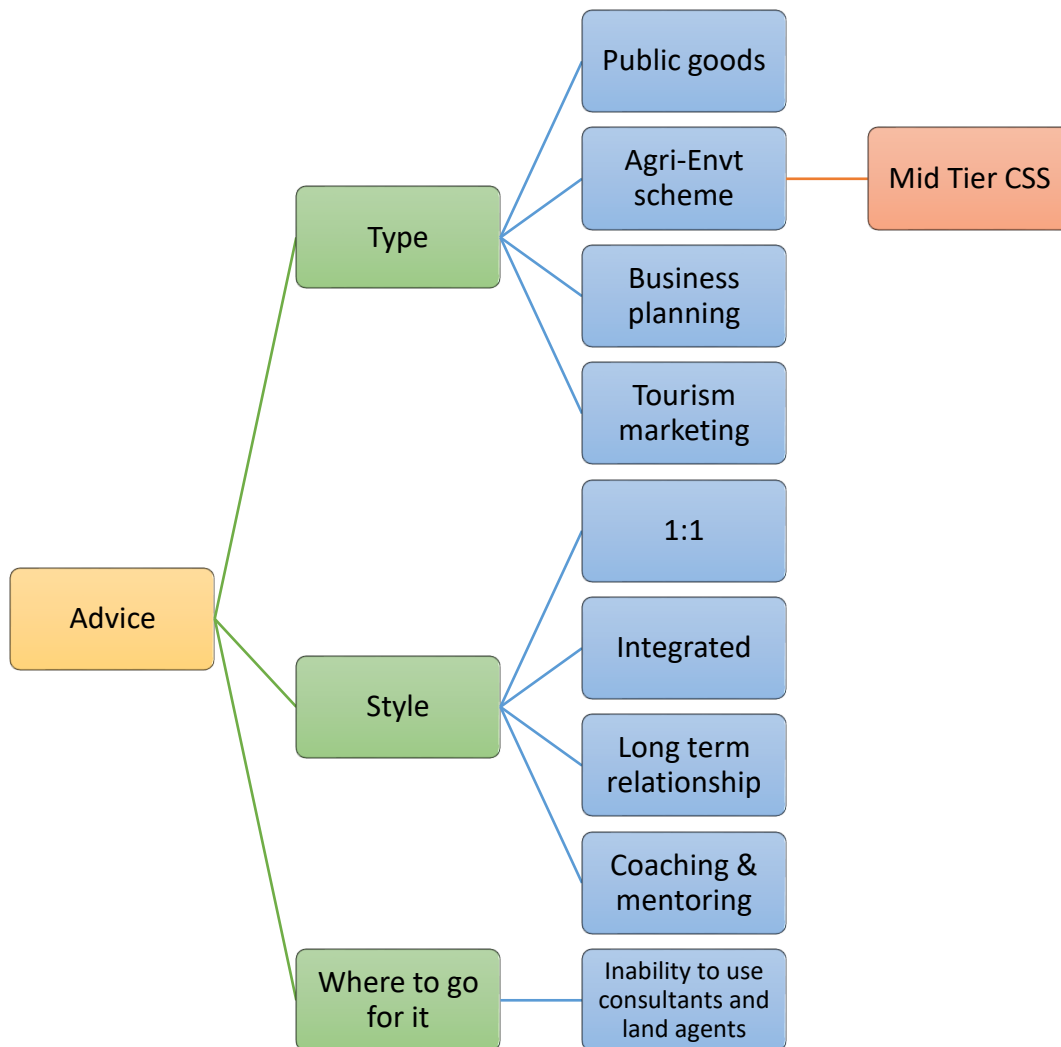 Advice
Type
Public goods
Agri-Envt
scheme
Mid Tier CSS
Business
planning
Tourism
marketing
Style
1:1
Integrated
Long term
relationship
Coaching &
mentoring
Where to go
for it
Inability to use
consultants and
land agents